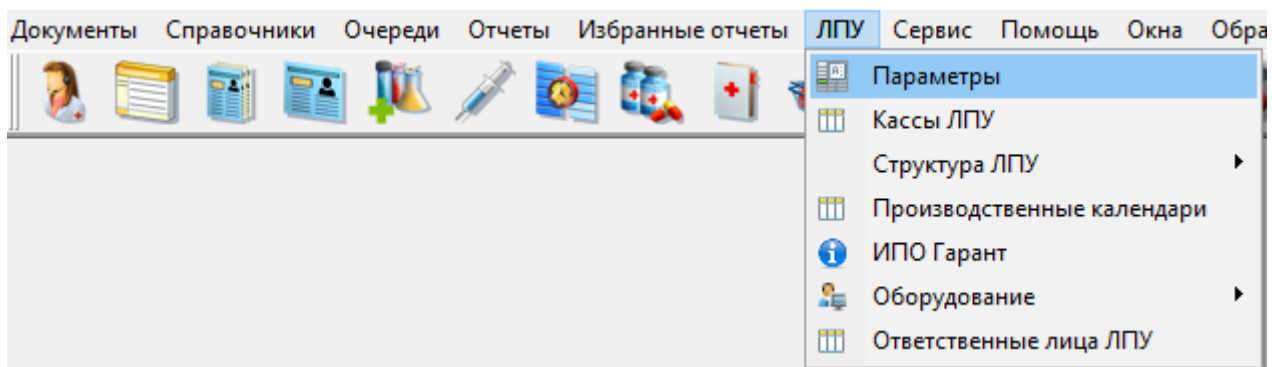 Документы Справочники Очереди Отчеты Избранные отчеты ЛПУ Сервис Помощь Окна
Параметры
Кассы ЛПУ
Структура ЛПУ
Производственные календари
ИПО Гарант
Оборудование
Ответственные лица ЛПУ